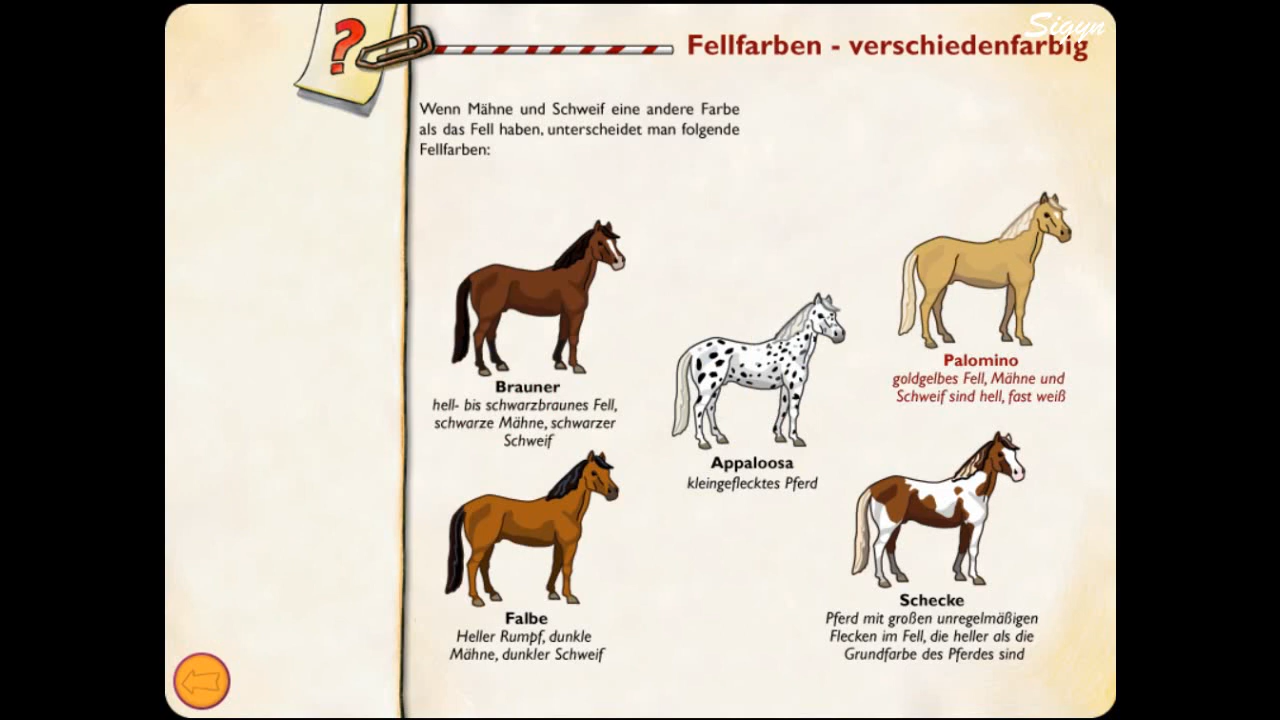 Sigyn
?
Fellfarben - verschiedenfarbig
Wenn Mähne und Schweif eine andere Farbe
als das Fell haben, unterscheidet man folgende
Fellfarben:
Brauner
hell- bis schwarzbraunes Fell,
schwarze Mähne, schwarzer
Schweif
Appaloosa
kleingeflecktes Pferd
Palomino
goldgelbes Fell, Mähne und
Schweif sind hell, fast weiß
Falbe
Heller Rumpf, dunkle
Mähne, dunkler Schweif
Schecke
Pferd mit großen unregelmäßigen
Flecken im Fell, die heller als die
Grundfarbe des Pferdes sind